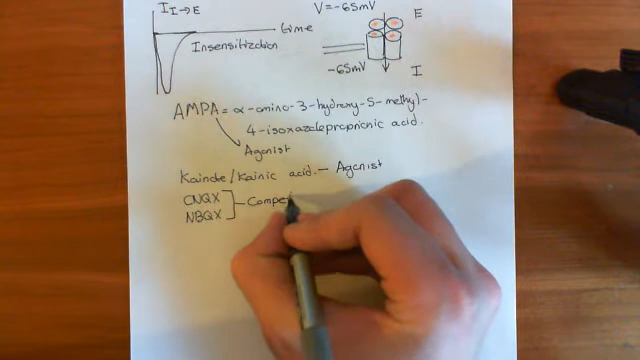 I I→E
time
Insensitization
V=-65mV
E
-65mV
I
AMPA = α-amino-3-hydroxy-5-methyl-
4-isoxazolepropionic acid.
Agonist
Kainate/Kainic acid. - Agonist
CNQX
NBQX
Compet